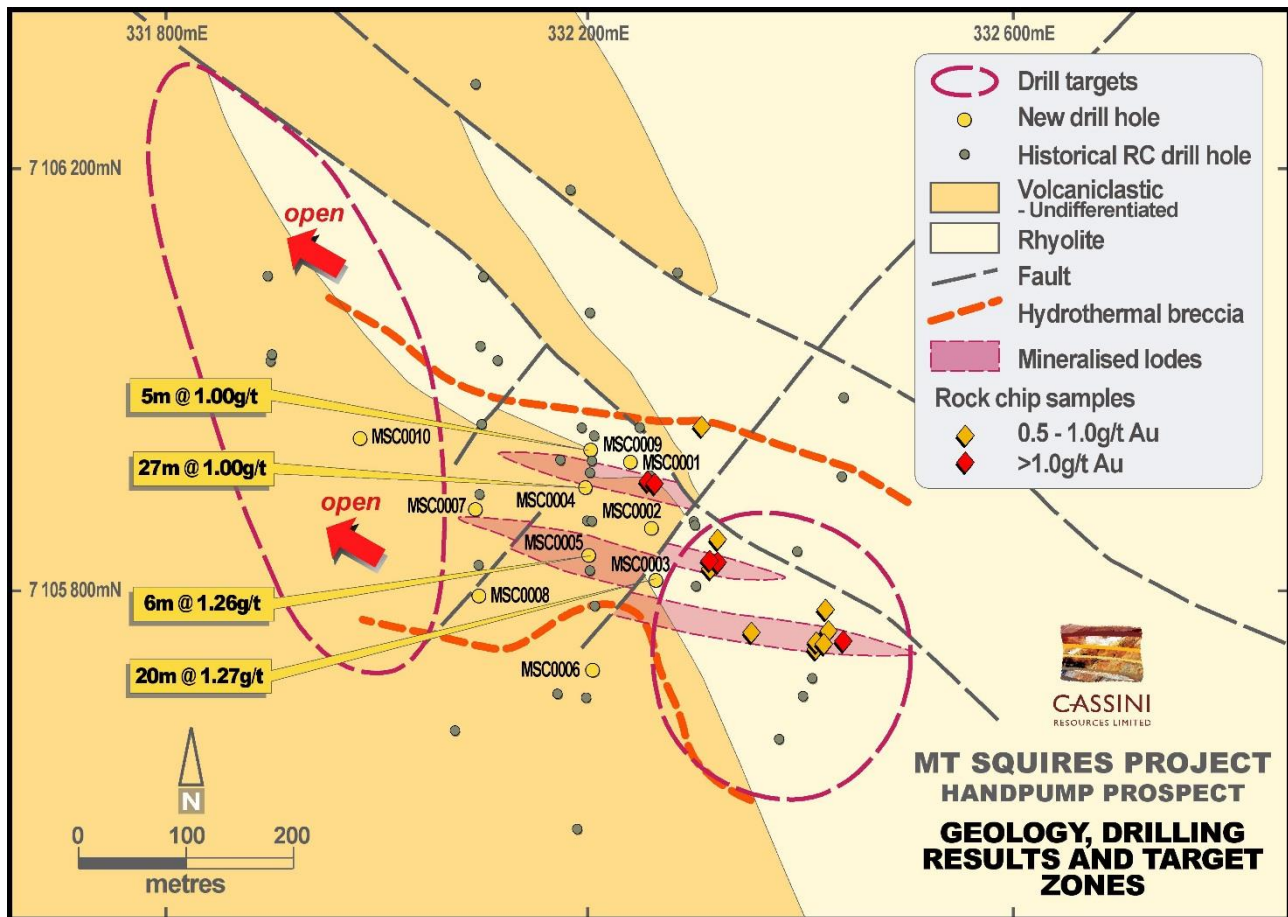 331 800mE
332 200mE
332 600mE
7 106 200mN
7 105 800mN
Drill targets
New drill hole
Historical RC drill hole
Volcaniclastic
- Undifferentiated
Rhyolite
Fault
Hydrothermal breccia
Mineralised lodes
Rock chip samples
0.5 - 1.0g/t Au
>1.0g/t Au
open
open
5m @ 1.00g/t
27m @ 1.00g/t
6m @ 1.26g/t
20m @ 1.27g/t
MSC0010
MSC0009
MSC0001
MSC0004
MSC0007
MSC0002
MSC0005
MSC0003
MSC0008
MSC0006
N
0 100 200
metres
CASSINI
RESOURCES LIMITED
MT SQUIRES PROJECT
HANDPUMP PROSPECT
GEOLOGY, DRILLING
RESULTS AND TARGET
ZONES